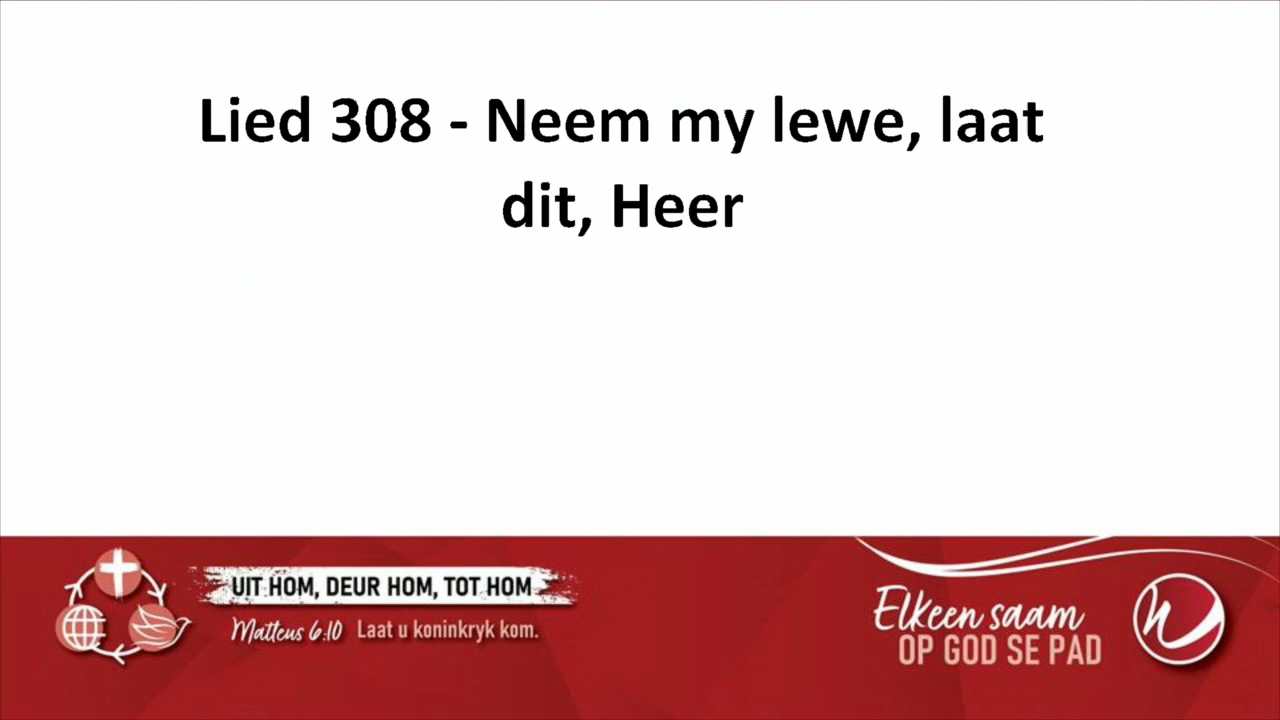 Lied 308 - Neem my lewe, laat
dit, Heer
UIT HOM, DEUR HOM, TOT HOM
Matteus 6:10 Laat u koninkryk kom.
Elkeen saam
OP GOD SE PAD